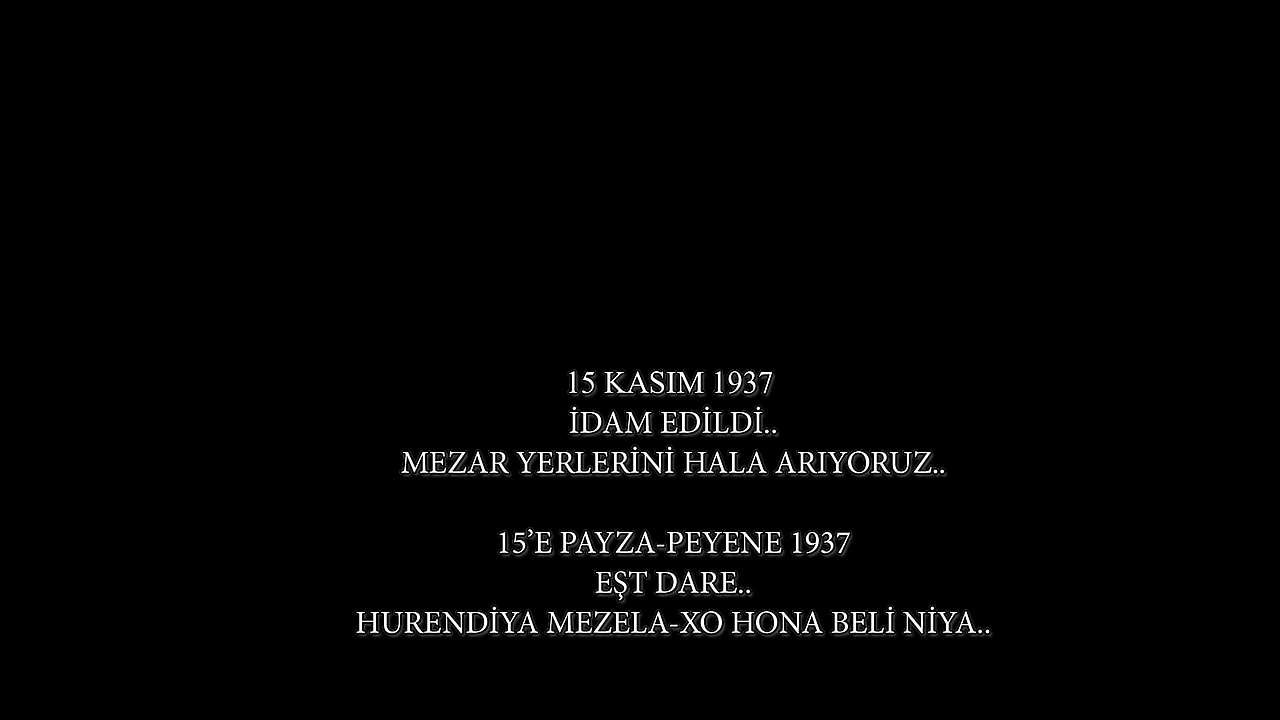 15 KASIM 1937
İDAM EDİLDİ..
MEZAR YERLERİNİ HALA ARIYORUZ..
15’E PAYZA-PEYENE 1937
EŞT DARE..
HURENDİYA MEZELA-XO HONA BELİ NİYA..